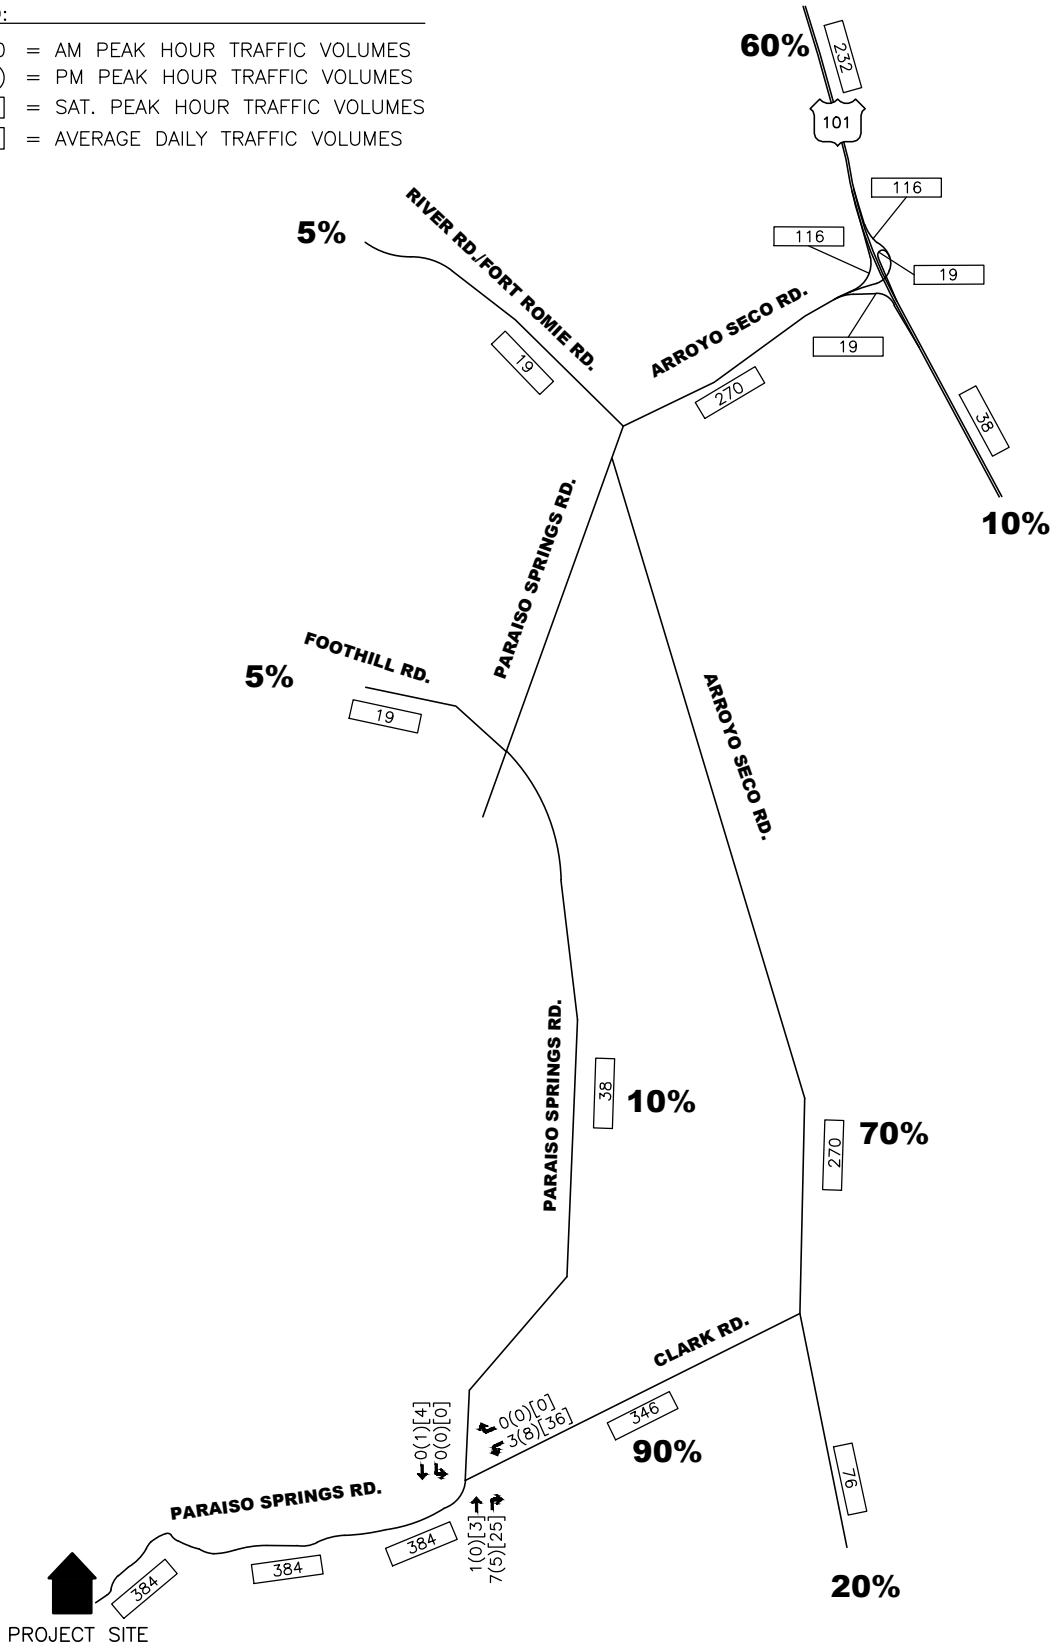 :
= AM PEAK HOUR TRAFFIC VOLUMES
) = PM PEAK HOUR TRAFFIC VOLUMES
] = SAT. PEAK HOUR TRAFFIC VOLUMES
= AVERAGE DAILY TRAFFIC VOLUMES
60%
232
101
116
116
19
19
38
10%
5%
RIVER RD./FORT ROMIE RD.
19
ARROYO SECO RD.
270
PARAISO SPRINGS RD.
FOOTHILL RD.
5%
19
ARROYO SECO RD.
PARAISO SPRINGS RD.
38
10%
270
70%
CLARK RD.
346
90%
76
20%
0(1)[4]
0(0)[0]
0(0)[0]
3(8)[36]
1(0)[3]
7(5)[25]
PARAISO SPRINGS RD.
384
384
384
PROJECT SITE